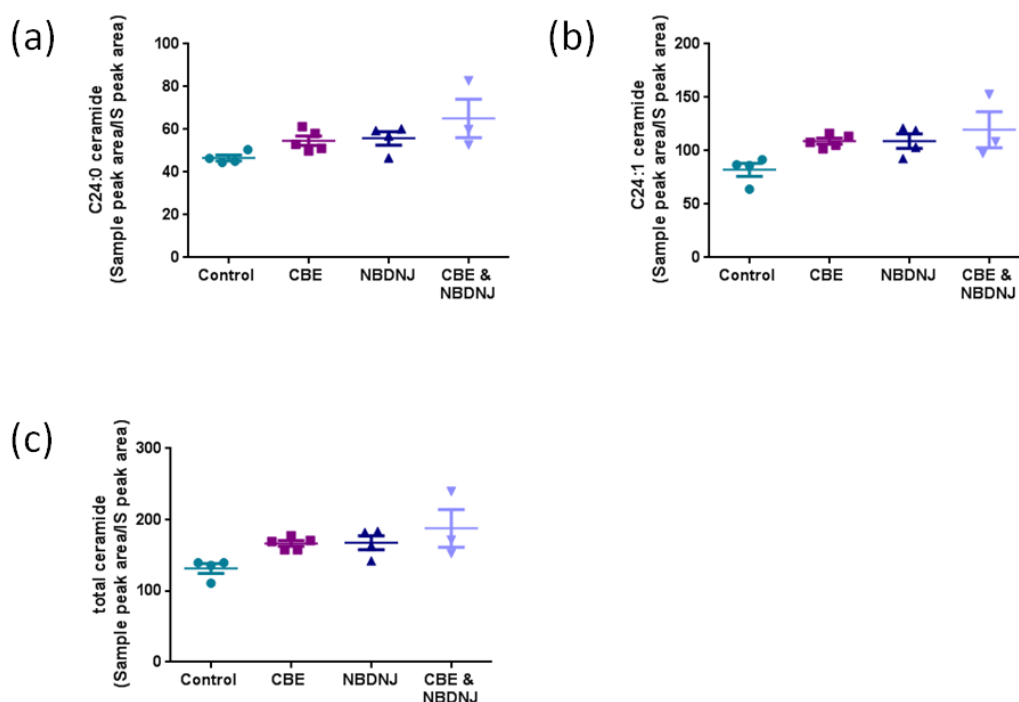 (a)
C24:0 ceramide
(Sample peak area/IS peak area)
100
80
60
40
20
0
Control
CBE
NBDNJ
CBE &
NBDNJ
(b)
C24:1 ceramide
(Sample peak area/IS peak area)
200
150
100
50
0
Control
CBE
NBDNJ
CBE &
NBDNJ
(c)
total ceramide
(Sample peak area/IS peak area)
300
200
100
0
Control
CBE
NBDNJ
CBE &
NBDNJ